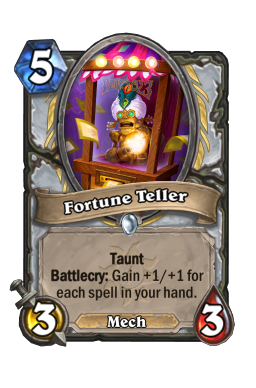 5
Fortune Teller
Taunt
Battlecry: Gain +1/+1 for
each spell in your hand.
3
Mech
3